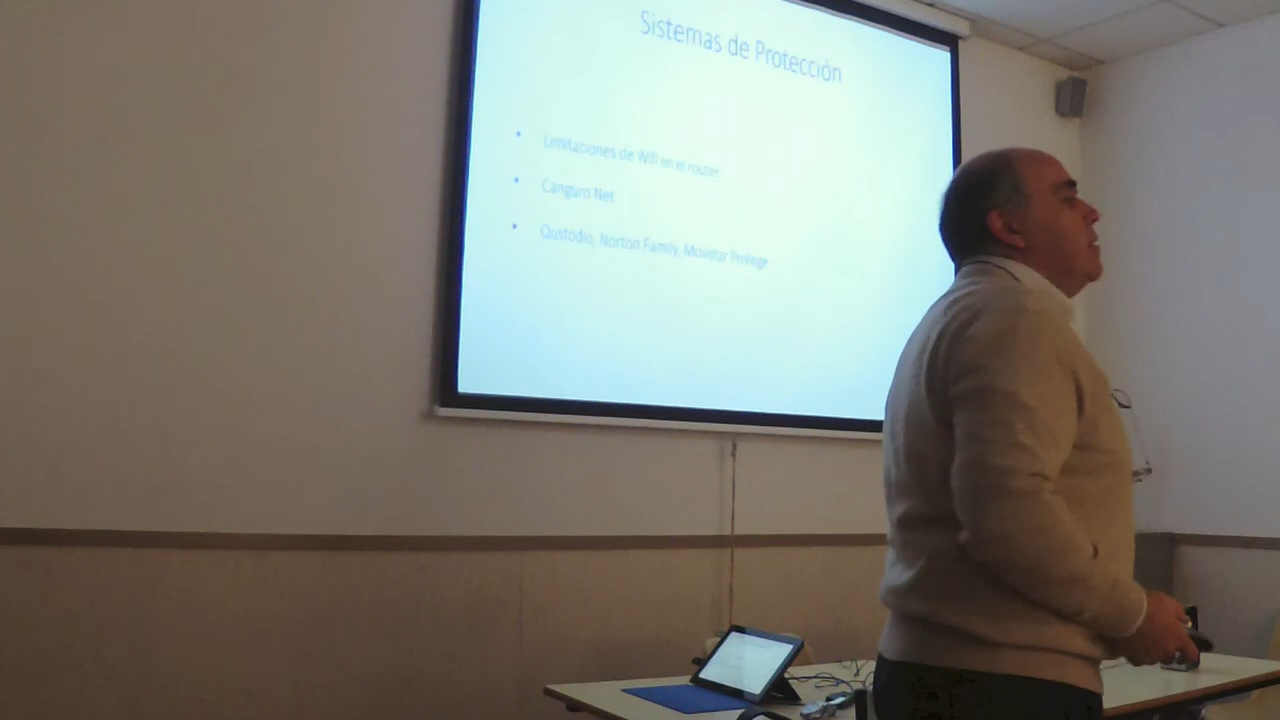 Sistemas de Protección
Limitaciones de Wifi en el router
Canguro Net
Qustodio, Norton Family, Movistar Protege